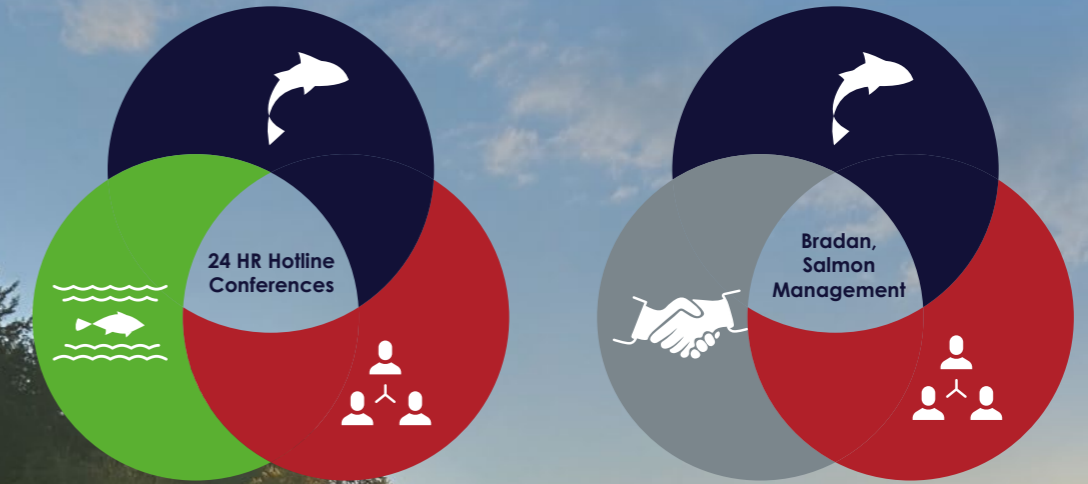 24 HR Hotline
Conferences
Bradan,
Salmon
Management